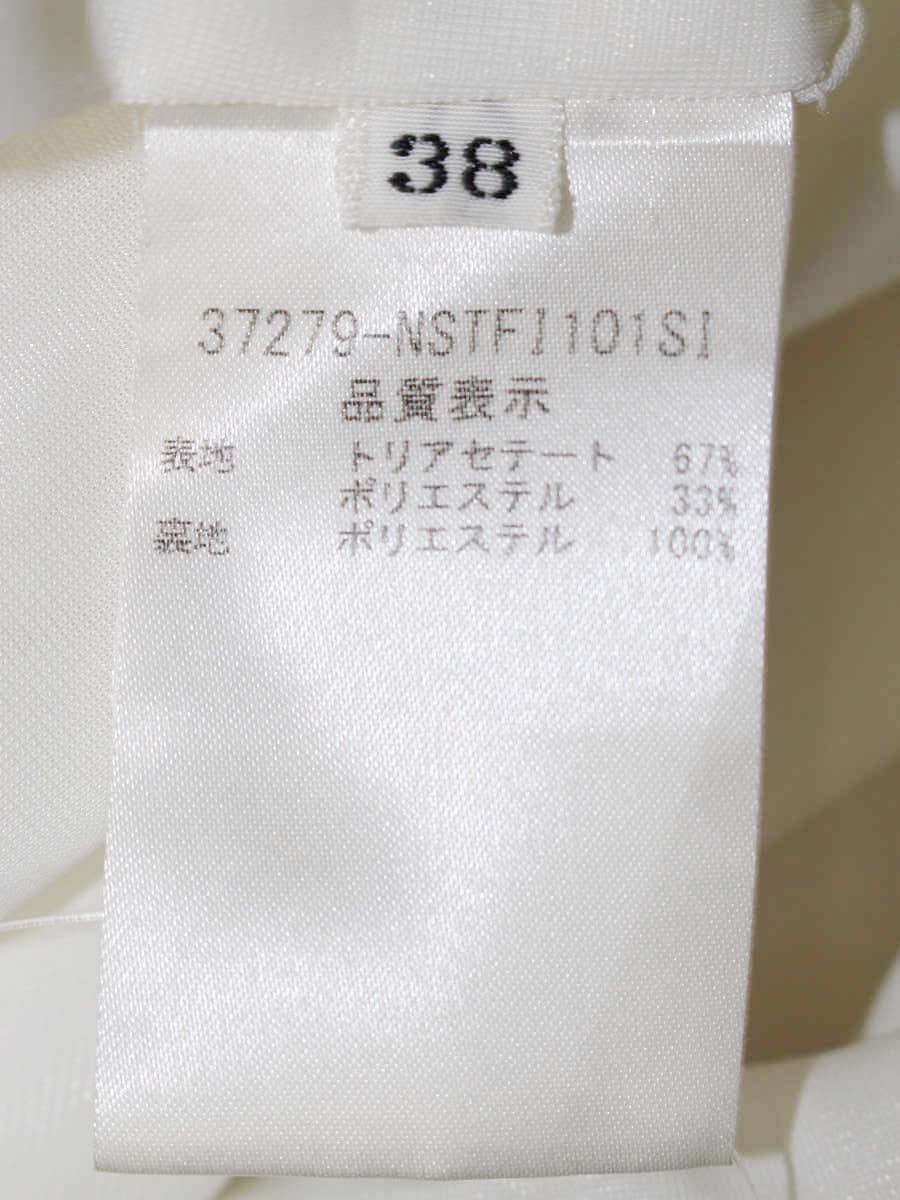 38
37279-NSTFI101SI
品質表示
表地 トリアセテート 67%
ポリエステル 33%
裏地 ポリエステル 100%